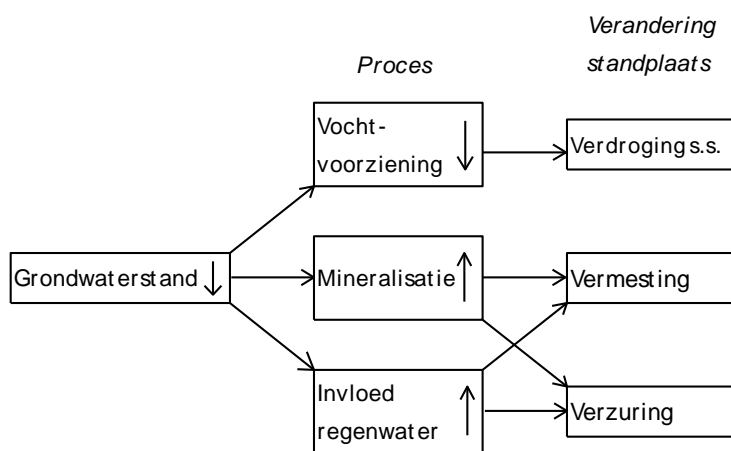 Verandering
standplaats
Proces
Vocht-
voorziening
Verdroging s.s.
Grondwaterstand
Mineralisatie
Vermesting
Invloed
regenwater
Verzuring